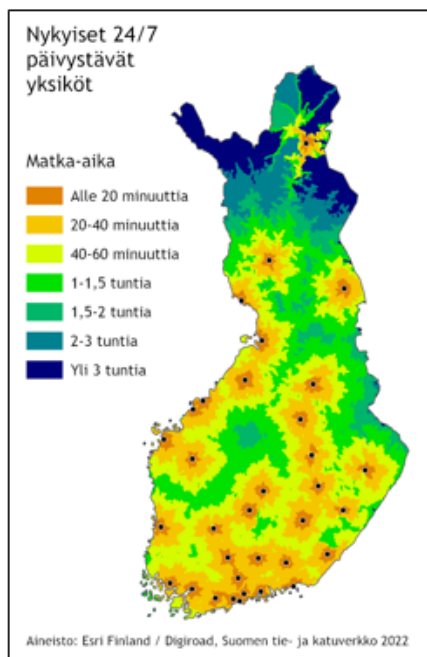 Nykyiset 24/7
päivystävät
yksiköt
Matka-aika
Alle 20 minuuttia
20-40 minuuttia
40-60 minuuttia
1-1,5 tuntia
1,5-2 tuntia
2-3 tuntia
Yli 3 tuntia
Aineisto: Esri Finland / Digiroad, Suomen tie- ja katuverkko 2022